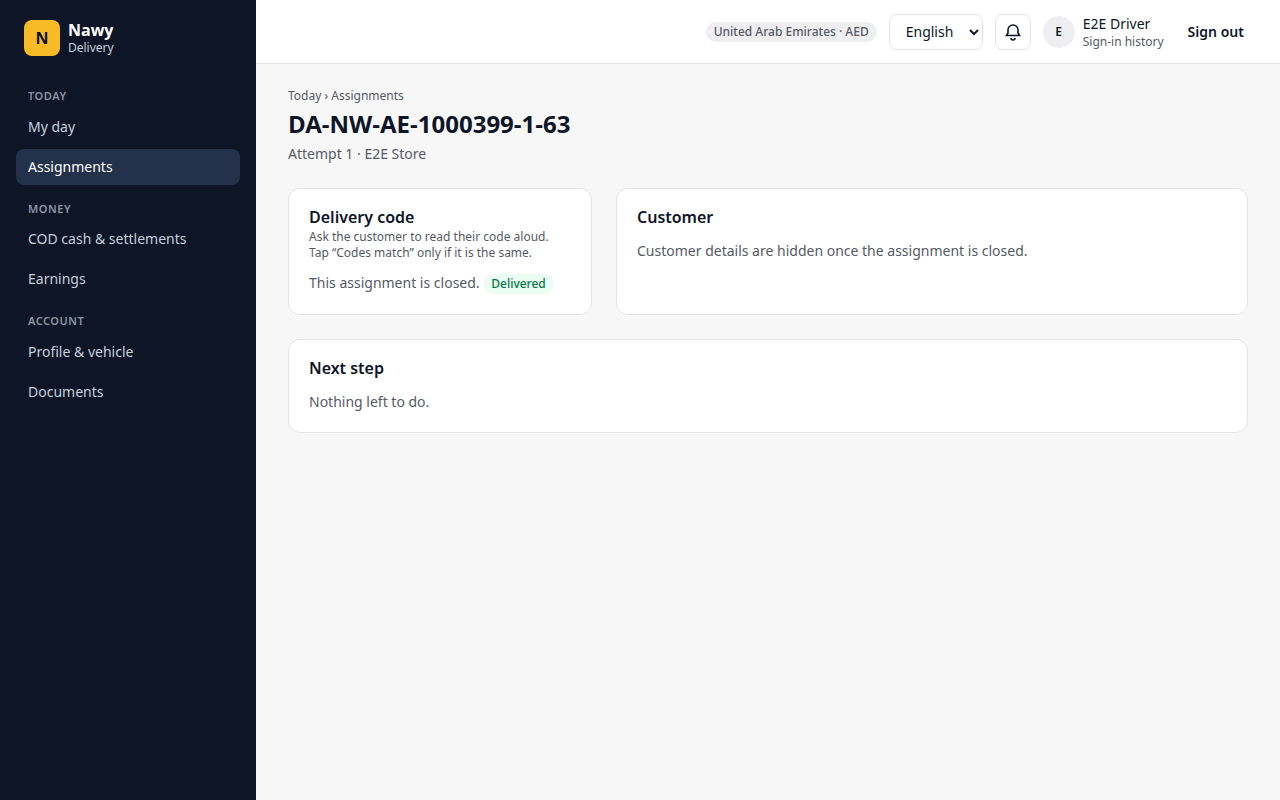 N
Nawy
Delivery
TODAY
My day
Assignments
MONEY
COD cash & settlements
Earnings
ACCOUNT
Profile & vehicle
Documents
United Arab Emirates · AED
English
E
E2E Driver
Sign-in history
Sign out
Today › Assignments
DA-NW-AE-1000399-1-63
Attempt 1 · E2E Store
Delivery code
Ask the customer to read their code aloud.
Tap “Codes match” only if it is the same.
This assignment is closed. Delivered
Customer
Customer details are hidden once the assignment is closed.
Next step
Nothing left to do.